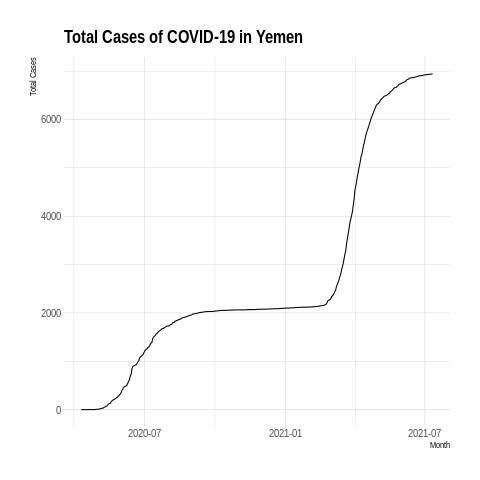 Total Cases of COVID-19 in Yemen
Total Cases
6000
4000
2000
0
2020-07 2021-01 2021-07
Month